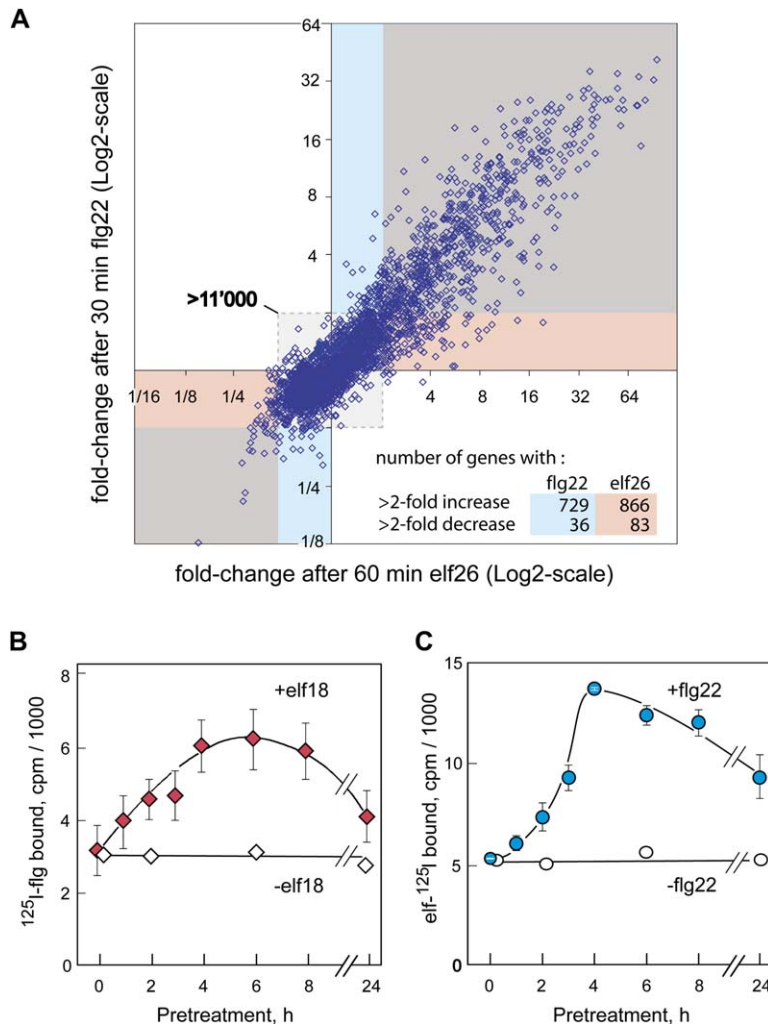 A
fold-change after 30 min flg22 (Log2-scale)
64
32
16
8
4
>11'000
1/16 1/8 1/4 4 8 16 32 64
1/4
1/8
number of genes with :
flg22 elf26
>2-fold increase 729 866
>2-fold decrease 36 83
fold-change after 60 min elf26 (Log2-scale)
B
125I-flg bound, cpm / 1000
8
6
4
2
0
+elf18
-elf18
0 2 4 6 8 24
Pretreatment, h
C
elf-125I bound, cpm / 1000
15
10
5
0
+flg22
-flg22
0 2 4 6 8 24
Pretreatment, h